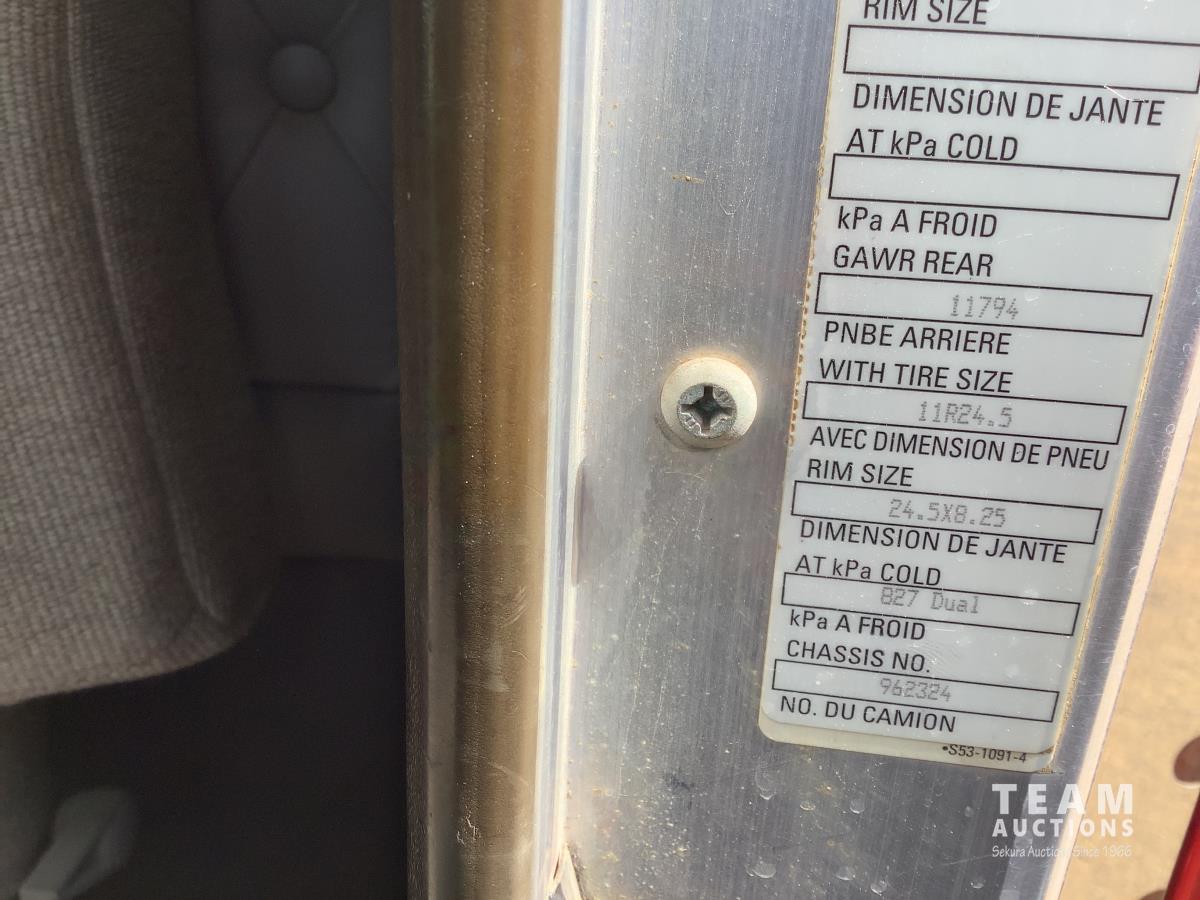 RIM SIZE
DIMENSION DE JANTE
AT kPa COLD
kPa A FROID
GAWR REAR
11794
PNBE ARRIERE
WITH TIRE SIZE
11R24.5
AVEC DIMENSION DE PNEU
RIM SIZE
24.5X8.25
DIMENSION DE JANTE
AT kPa COLD
827 Dual
kPa A FROID
CHASSIS NO.
962324
NO. DU CAMION
•S53-1091-4
TEAM
AUCTIONS
Sekura Auctions Since 1966